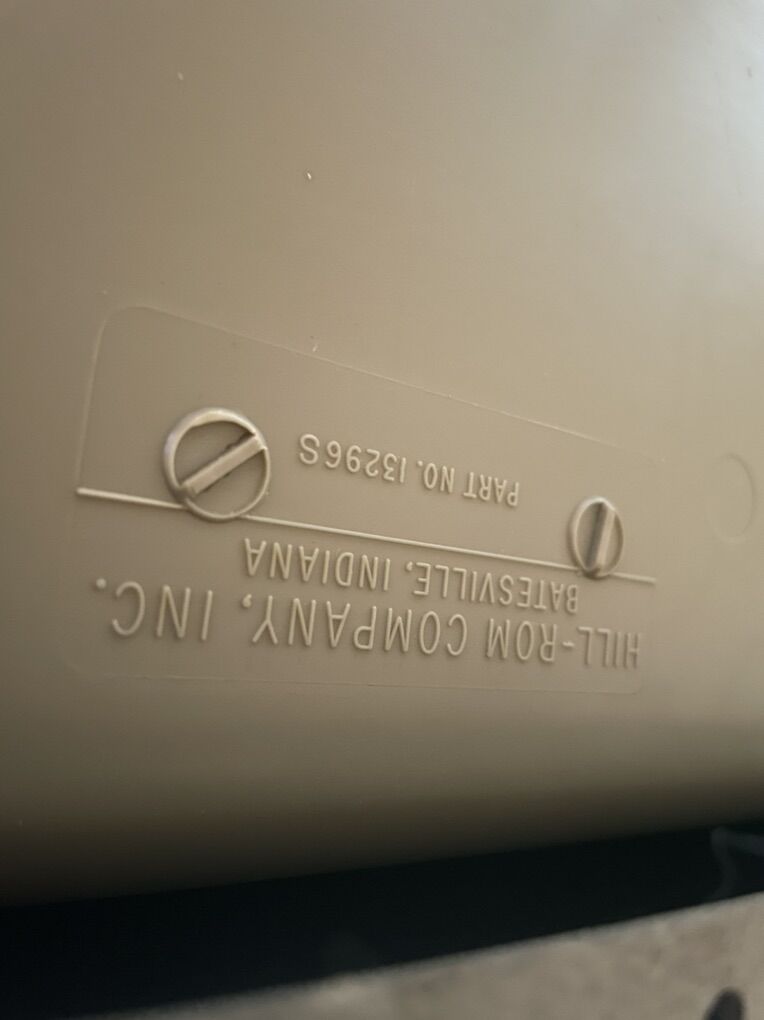 HILL-ROM COMPANY, INC.
BATESVILLE, INDIANA
PART NO. 13296S